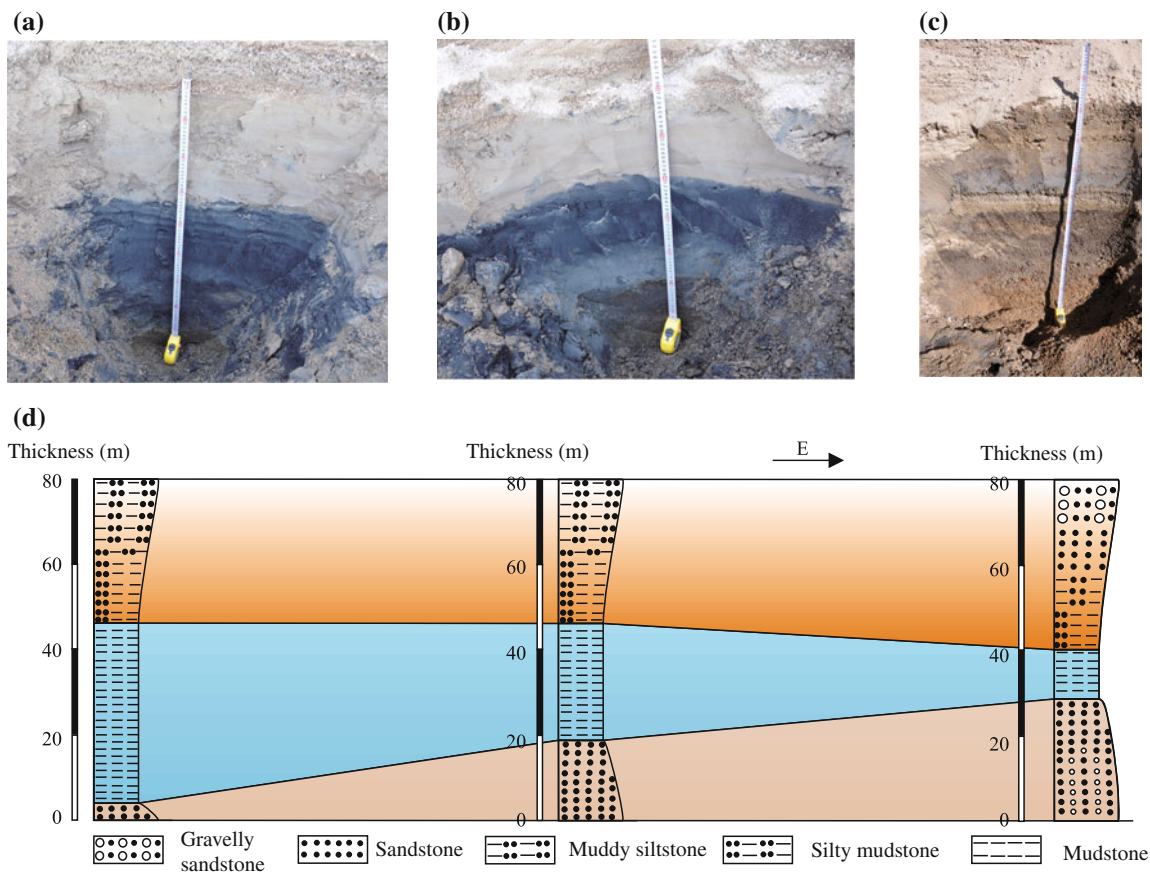 (a)
(b)
(c)
(d)
Thickness (m)
Thickness (m)
E
Thickness (m)
80
80
80
60
60
60
40
40
40
20
20
20
0
0
0
Gravelly
sandstone
Sandstone
Muddy siltstone
Silty mudstone
Mudstone